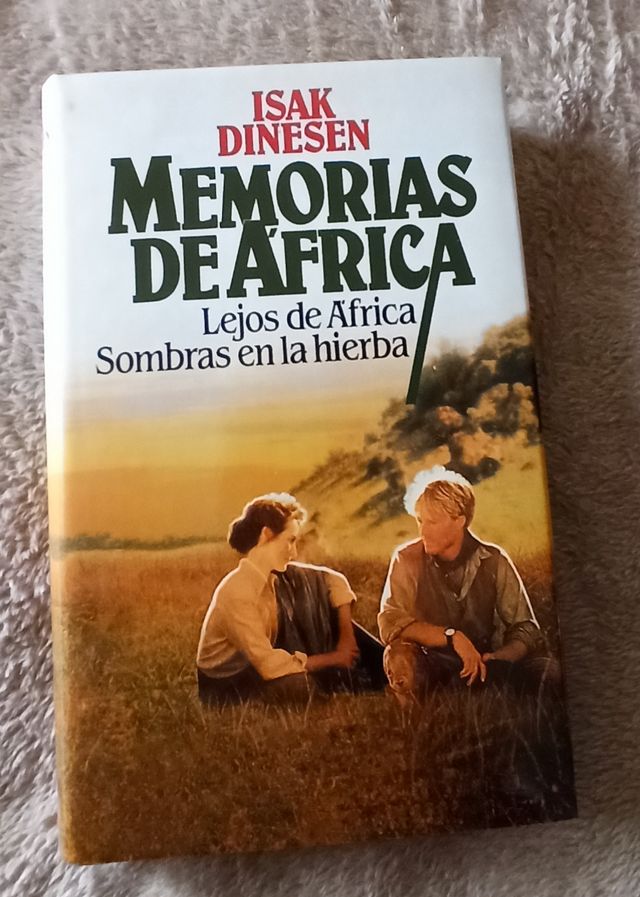 ISAK
DINESEN
MEMORIAS
DE ÁFRICA
Lejos de África
Sombras en la hierba